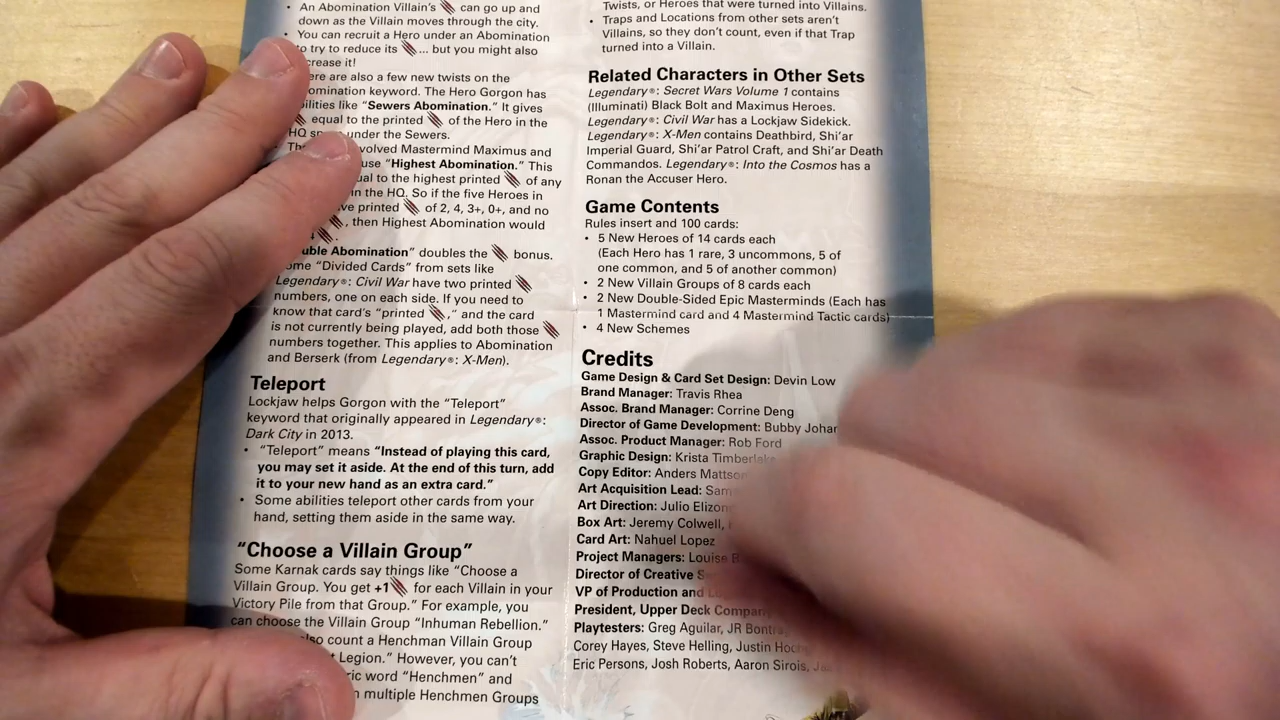 • An Abomination Villain's can go up and
down as the Villain moves through the city.
• You can recruit a Hero under an Abomination
to try to reduce its ... but you might also
crease it!
ere are also a few new twists on the
omination keyword. The Hero Gorgon has
ilities like "Sewers Abomination." It gives
equal to the printed of the Hero in the
HQ sp under the Sewers.
volved Mastermind Maximus and
use "Highest Abomination." This
ual to the highest printed of any
in the HQ. So if the five Heroes in
ve printed of 2, 4, 3+, 0+, and no
, then Highest Abomination would
4
uble Abomination" doubles the bonus.
ome "Divided Cards" from sets like
Legendary®: Civil War have two printed
numbers, one on each side. If you need to
know that card's "printed ," and the card
is not currently being played, add both those
numbers together. This applies to Abomination
and Berserk (from Legendary®: X-Men).
Teleport
Lockjaw helps Gorgon with the "Teleport"
keyword that originally appeared in Legendary®:
Dark City in 2013.
• "Teleport" means "Instead of playing this card,
you may set it aside. At the end of this turn, add
it to your new hand as an extra card."
• Some abilities teleport other cards from your
hand, setting them aside in the same way.
"Choose a Villain Group"
Some Karnak cards say things like "Choose a
Villain Group. You get +1 for each Villain in your
Victory Pile from that Group." For example, you
can choose the Villain Group "Inhuman Rebellion."
lso count a Henchman Villain Group
t Legion." However, you can't
ric word "Henchmen" and
multiple Henchmen Groups
Twists, or Heroes that were turned into Villains.
• Traps and Locations from other sets aren't
Villains, so they don't count, even if that Trap
turned into a Villain.
Related Characters in Other Sets
Legendary®: Secret Wars Volume 1 contains
(Illuminati) Black Bolt and Maximus Heroes.
Legendary®: Civil War has a Lockjaw Sidekick.
Legendary®: X-Men contains Deathbird, Shi'ar
Imperial Guard, Shi'ar Patrol Craft, and Shi'ar Death
Commandos. Legendary®: Into the Cosmos has a
Ronan the Accuser Hero.
Game Contents
Rules insert and 100 cards:
• 5 New Heroes of 14 cards each
(Each Hero has 1 rare, 3 uncommons, 5 of
one common, and 5 of another common)
• 2 New Villain Groups of 8 cards each
• 2 New Double-Sided Epic Masterminds (Each has
1 Mastermind card and 4 Mastermind Tactic cards)
• 4 New Schemes
Credits
Game Design & Card Set Design: Devin Low
Brand Manager: Travis Rhea
Assoc. Brand Manager: Corrine Deng
Director of Game Development: Bubby Johan
Assoc. Product Manager: Rob Ford
Graphic Design: Krista Timberlake
Copy Editor: Anders Mattson
Art Acquisition Lead: Sam
Art Direction: Julio Elizon
Box Art: Jeremy Colwell,
Card Art: Nahuel Lopez
Project Managers: Louise R
Director of Creative S
VP of Production and L
President, Upper Deck Company
Playtesters: Greg Aguilar, JR Bontra
Corey Hayes, Steve Helling, Justin Hoch
Eric Persons, Josh Roberts, Aaron Sirois, Ja